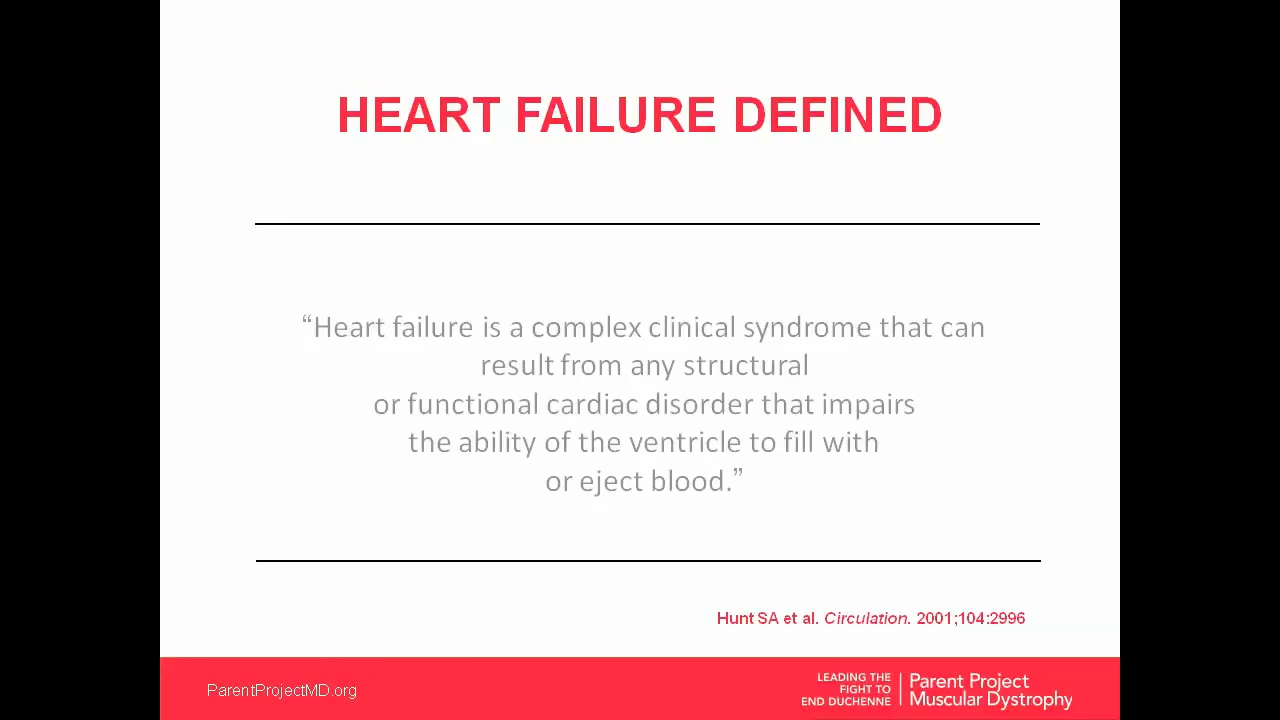 HEART FAILURE DEFINED
“Heart failure is a complex clinical syndrome that can
result from any structural
or functional cardiac disorder that impairs
the ability of the ventricle to fill with
or eject blood.”
Hunt SA et al. Circulation. 2001;104:2996
ParentProjectMD.org
LEADING THE
FIGHT TO
END DUCHENNE
Parent Project
Muscular Dystrophy